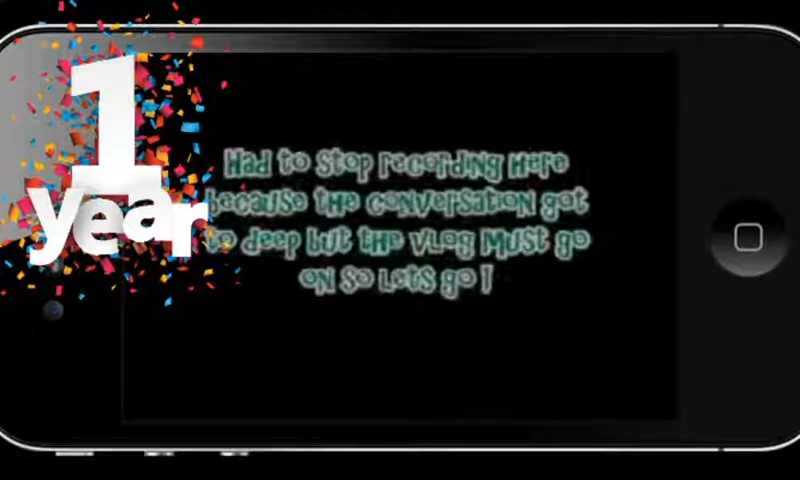 1
year
Had to stop recording Here
because the conversation got
to deep but the vlog must go
on so lets go !